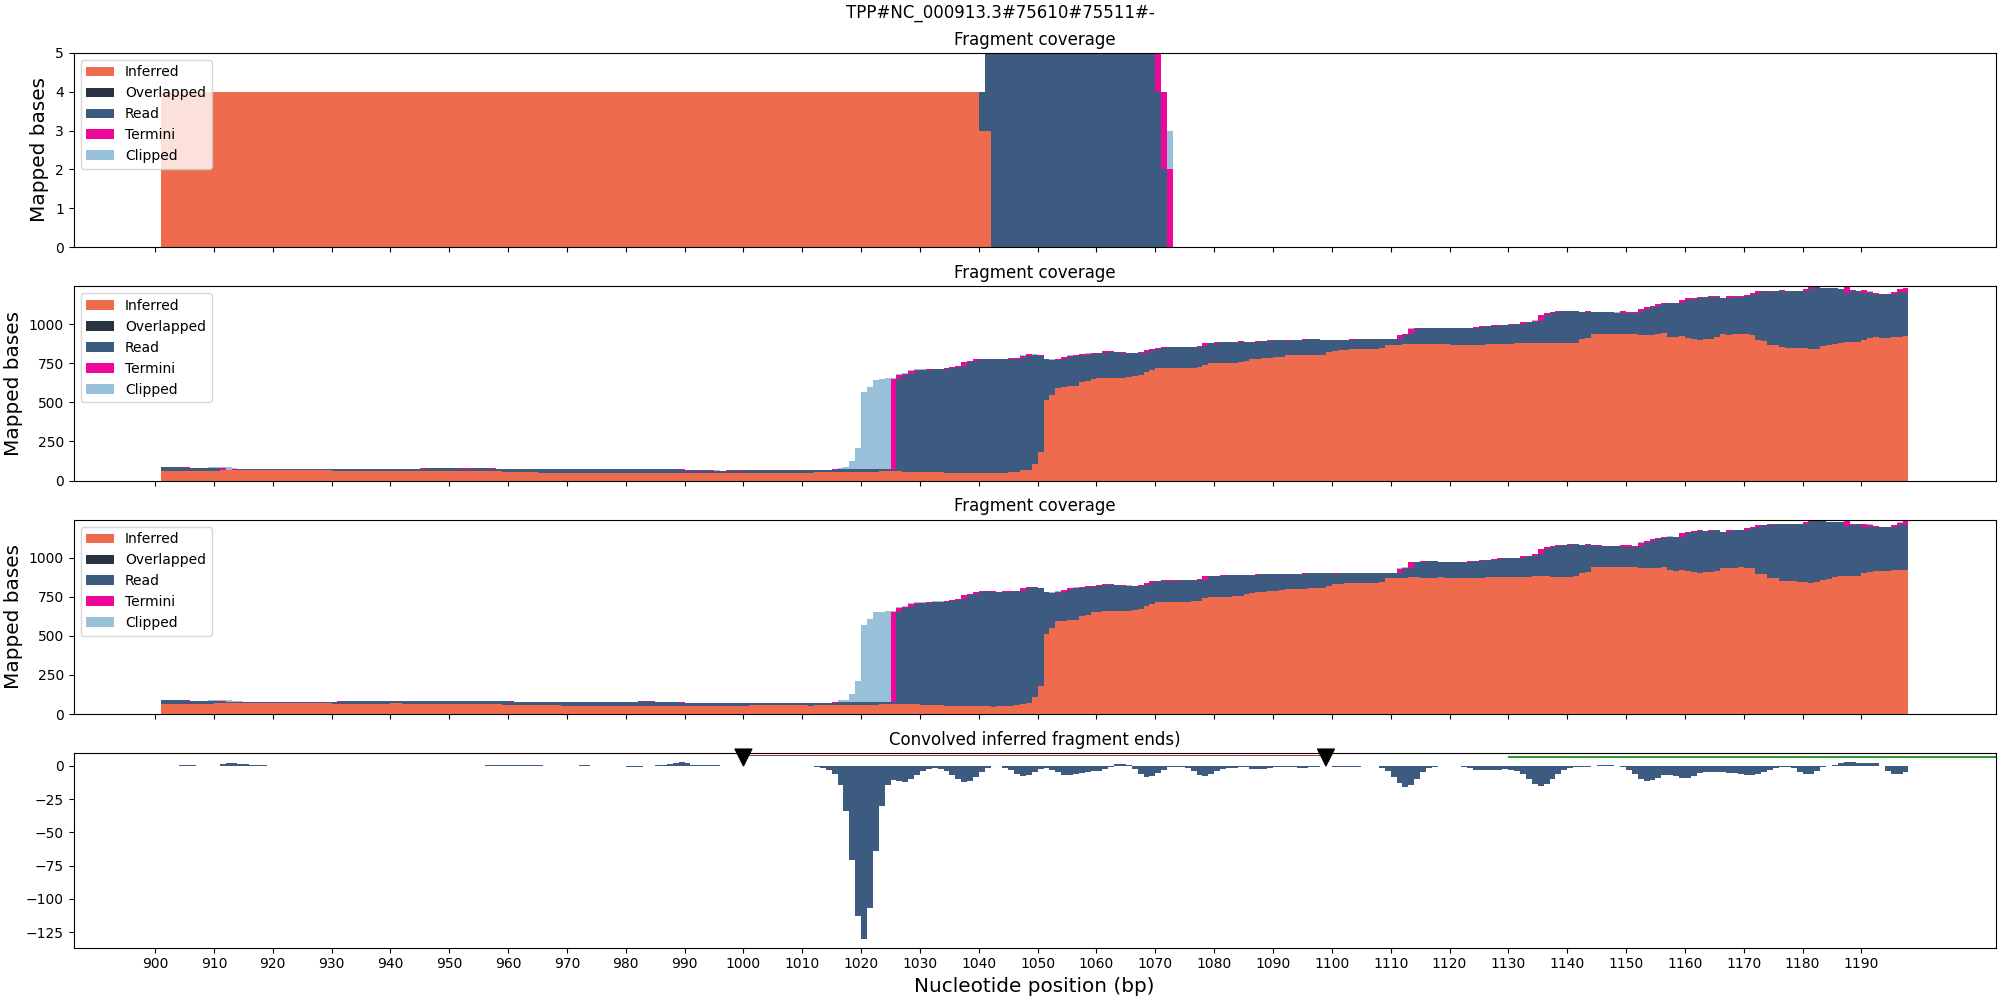 TPP#NC_000913.3#75610#75511#-
Fragment coverage
Mapped bases
5
4
3
2
1
0
Inferred
Overlapped
Read
Termini
Clipped
Fragment coverage
Mapped bases
1000
750
500
250
0
Inferred
Overlapped
Read
Termini
Clipped
Fragment coverage
Mapped bases
1000
750
500
250
0
Inferred
Overlapped
Read
Termini
Clipped
Convolved inferred fragment ends)
0
−25
−50
−75
−100
−125
900 910 920 930 940 950 960 970 980 990 1000 1010 1020 1030 1040 1050 1060 1070 1080 1090 1100 1110 1120 1130 1140 1150 1160 1170 1180 1190
Nucleotide position (bp)